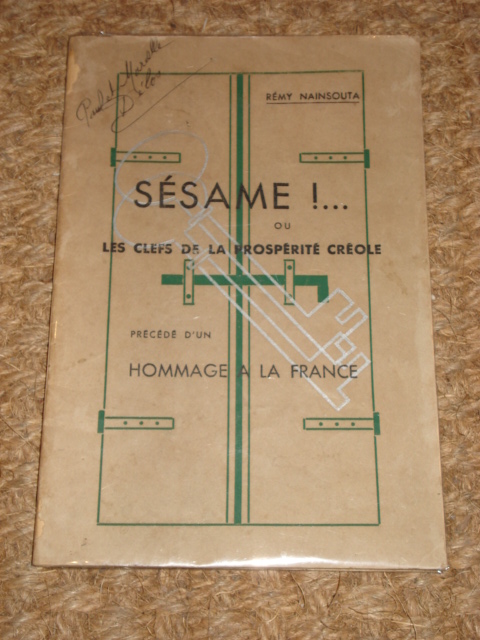 RÉMY NAINSOUTA
SÉSAME !...
OU
LES CLEFS DE LA PROSPÉRITÉ CRÉOLE
PRÉCÉDÉ D'UN
HOMMAGE A LA FRANCE